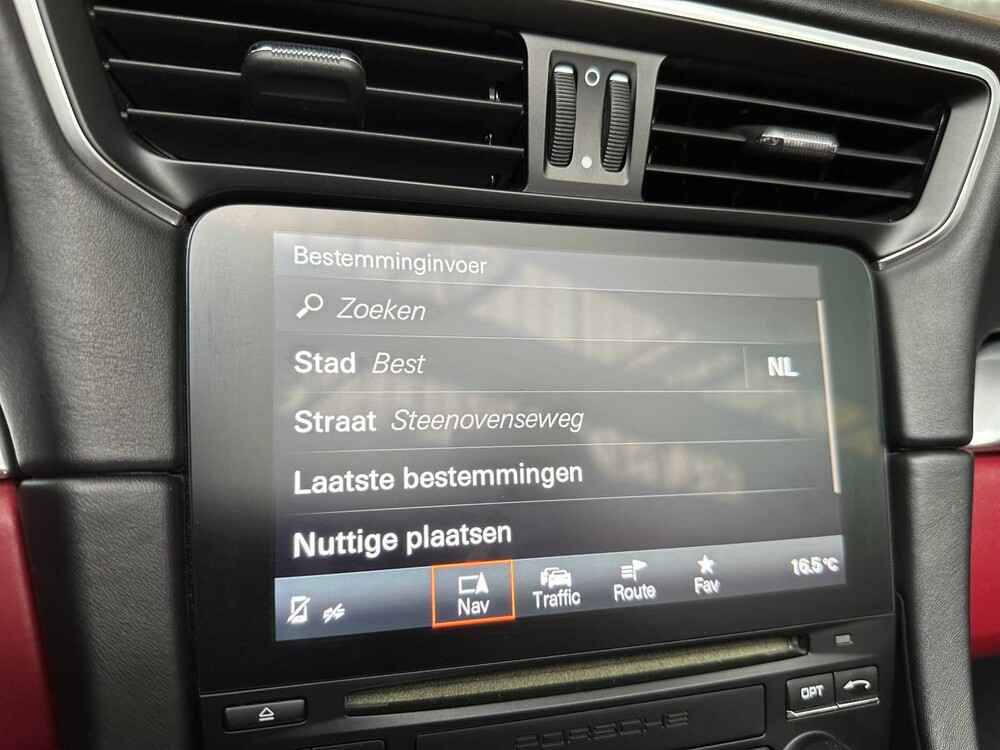 Bestemminginvoer
Zoeken
Stad Best NL
Straat Steenovenseweg
Laatste bestemmingen
Nuttige plaatsen
Nav Traffic Route Fav 16.5°C
OPT
PORSCHE